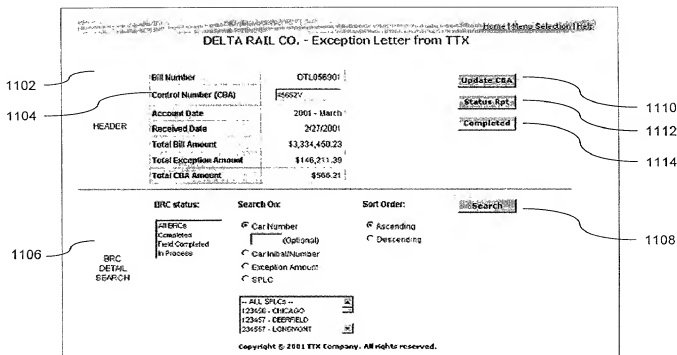 Home | Menu Selection | Help
DELTA RAIL CO. - Exception Letter from TTX
1102
Bill Number OTL056901 Update CBA 1110
1104
Control Number (CBA) Status Rpt 1112
HEADER
Account Date 2001 - March
Received Date 2/27/2001 Completed 1114
Total Bill Amount $3,334,450.23
Total Exception Amount $146,211.39
Total CBA Amount $566.21
BRC status: Search On: Sort Order: Search 1108
All BRCs
Completed
Field Completed
In Process
Car Number
(Optional)
Car Initial/Number
Exception Amount
SPLC
Ascending
Descending
1106
BRC
DETAIL
SEARCH
-- ALL SPLCs --
123456 - CHICAGO
123457 - DEERFIELD
234567 - LONGMONT
Copyright © 2001 TTX Company. All rights reserved.